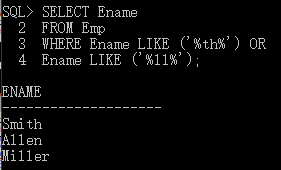 SQL> SELECT Ename
2 FROM Emp
3 WHERE Ename LIKE ('%th%') OR
4 Ename LIKE ('%ll%');
ENAME
--------------------
Smith
Allen
Miller